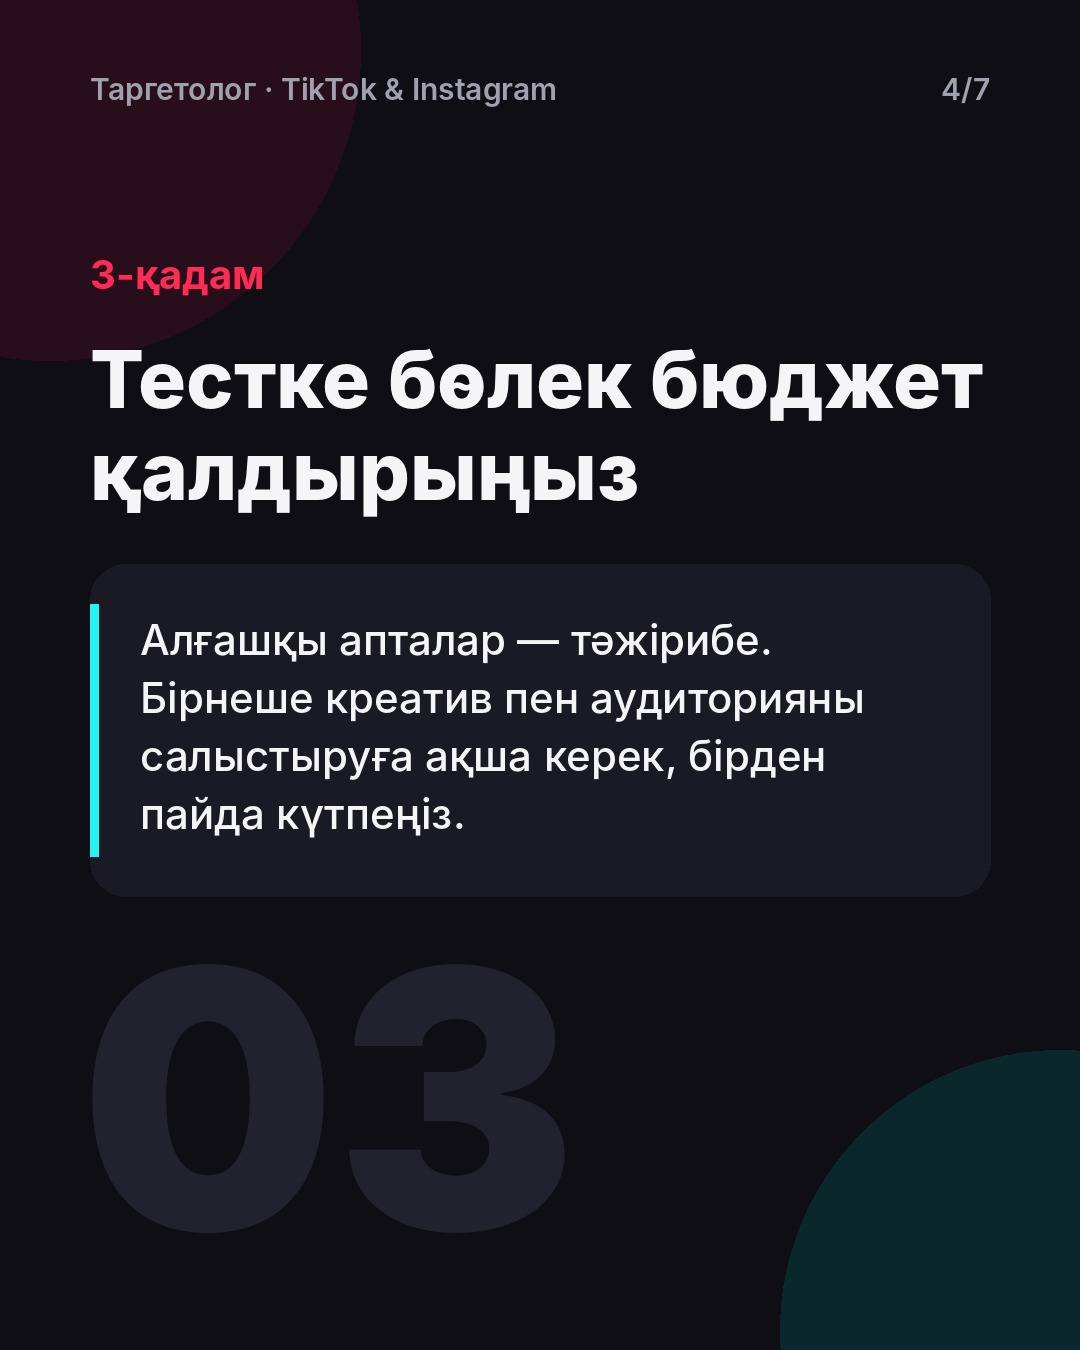 Таргетолог · TikTok & Instagram
4/7
3-қадам
Тестке бөлек бюджет
қалдырыңыз
Алғашқы апталар — тәжірибе.
Бірнеше креатив пен аудиторияны
салыстыруға ақша керек, бірден
пайда күтпеңіз.
03